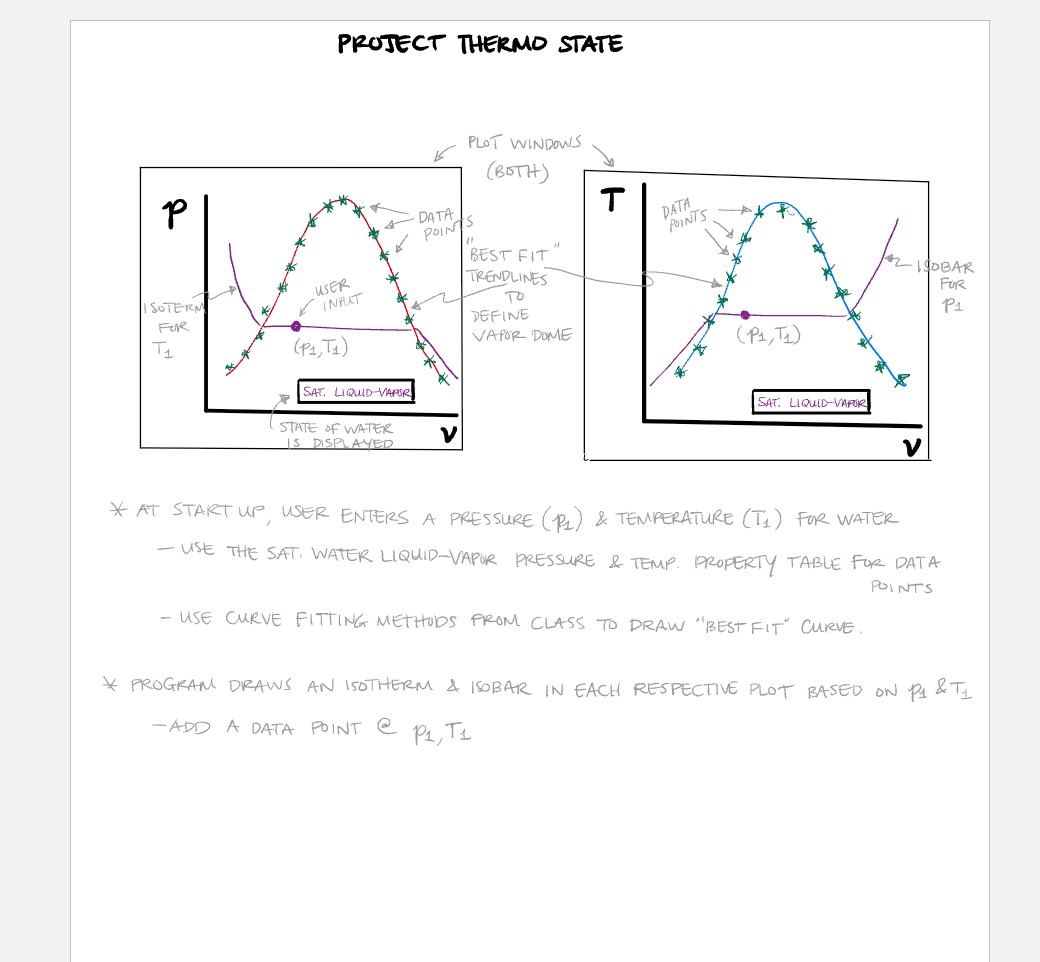 PROJECT THERMO STATE
PLOT WINDOWS
(BOTH)
P
DATA
POINTS
"BEST FIT"
TRENDLINES
TO
DEFINE
VAPOR DOME
ISOTERM
FOR
T1
USER
INPUT
(p1, T1)
SAT. LIQUID-VAPOR
STATE OF WATER
IS DISPLAYED
v
T
DATA
POINTS
ISOBAR
FOR
p1
(p1, T1)
SAT. LIQUID-VAPOR
v
* AT START UP, USER ENTERS A PRESSURE (p1) & TEMPERATURE (T1) FOR WATER
- USE THE SAT. WATER LIQUID-VAPOR PRESSURE & TEMP. PROPERTY TABLE FOR DATA
POINTS
- USE CURVE FITTING METHODS FROM CLASS TO DRAW "BEST FIT" CURVE.
* PROGRAM DRAWS AN ISOTHERM & ISOBAR IN EACH RESPECTIVE PLOT BASED ON p1 & T1
- ADD A DATA POINT @ p1, T1